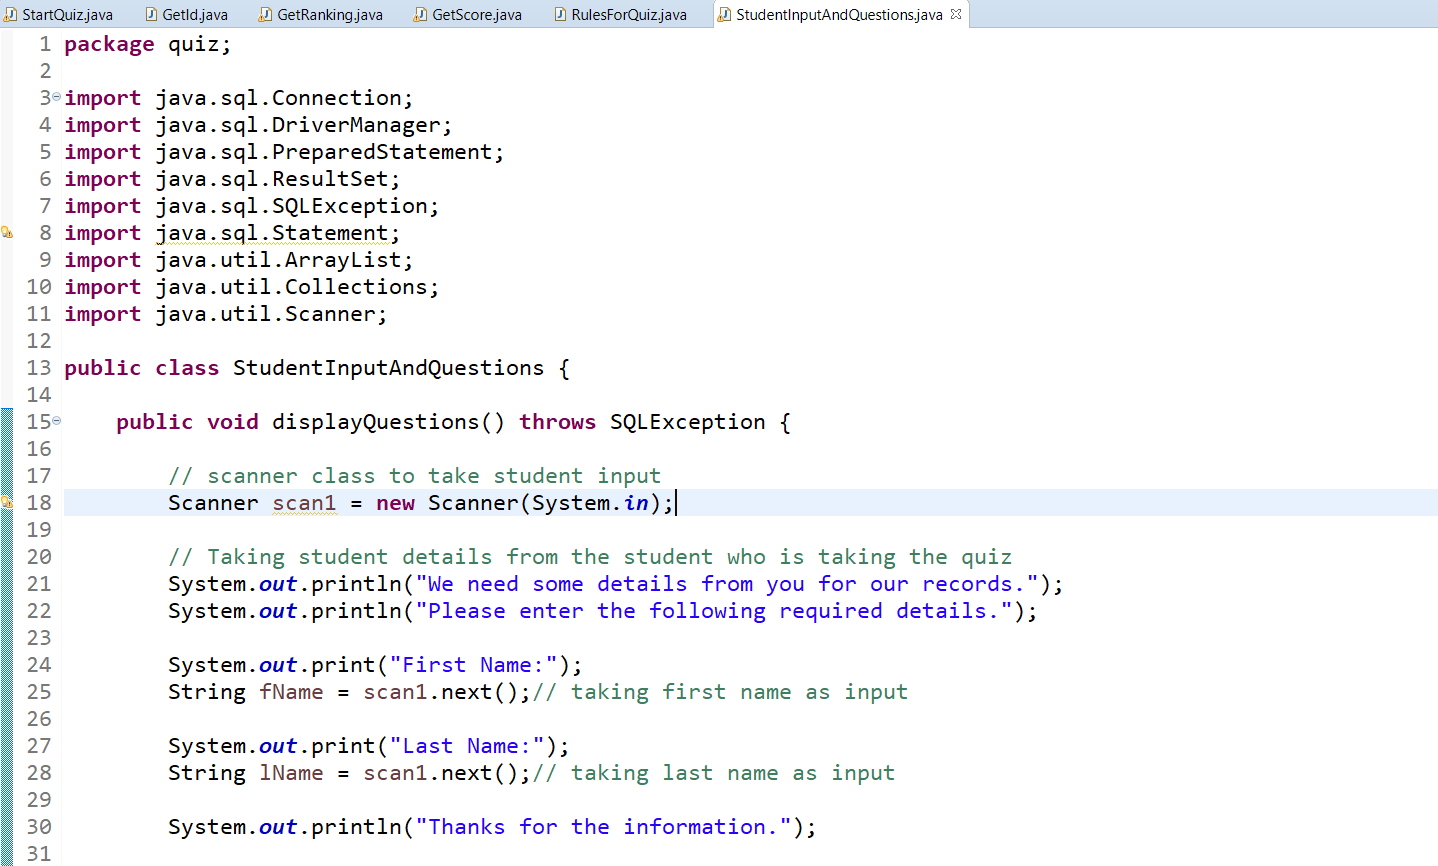 StartQuiz.java GetId.java GetRanking.java GetScore.java RulesForQuiz.java StudentInputAndQuestions.java
1 package quiz;
2
3 import java.sql.Connection;
4 import java.sql.DriverManager;
5 import java.sql.PreparedStatement;
6 import java.sql.ResultSet;
7 import java.sql.SQLException;
8 import java.sql.Statement;
9 import java.util.ArrayList;
10 import java.util.Collections;
11 import java.util.Scanner;
12
13 public class StudentInputAndQuestions {
14
15 public void displayQuestions() throws SQLException {
16
17 // scanner class to take student input
18 Scanner scan1 = new Scanner(System.in);
19
20 // Taking student details from the student who is taking the quiz
21 System.out.println("We need some details from you for our records.");
22 System.out.println("Please enter the following required details.");
23
24 System.out.print("First Name:");
25 String fName = scan1.next();// taking first name as input
26
27 System.out.print("Last Name:");
28 String lName = scan1.next();// taking last name as input
29
30 System.out.println("Thanks for the information.");
31